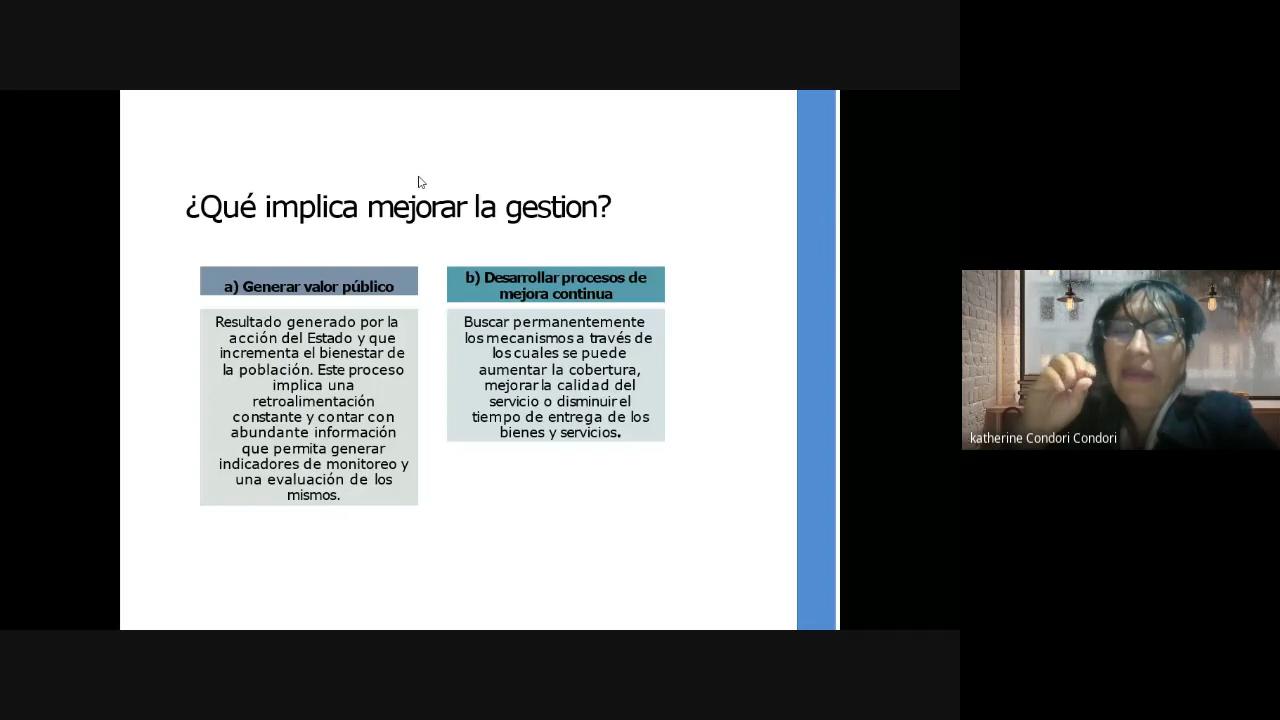 ¿Qué implica mejorar la gestion?
a) Generar valor público
Resultado generado por la
acción del Estado y que
incrementa el bienestar de
la población. Este proceso
implica una
retroalimentación
constante y contar con
abundante información
que permita generar
indicadores de monitoreo y
una evaluación de los
mismos.
b) Desarrollar procesos de
mejora continua
Buscar permanentemente
los mecanismos a través de
los cuales se puede
aumentar la cobertura,
mejorar la calidad del
servicio o disminuir el
tiempo de entrega de los
bienes y servicios.
katherine Condori Condori